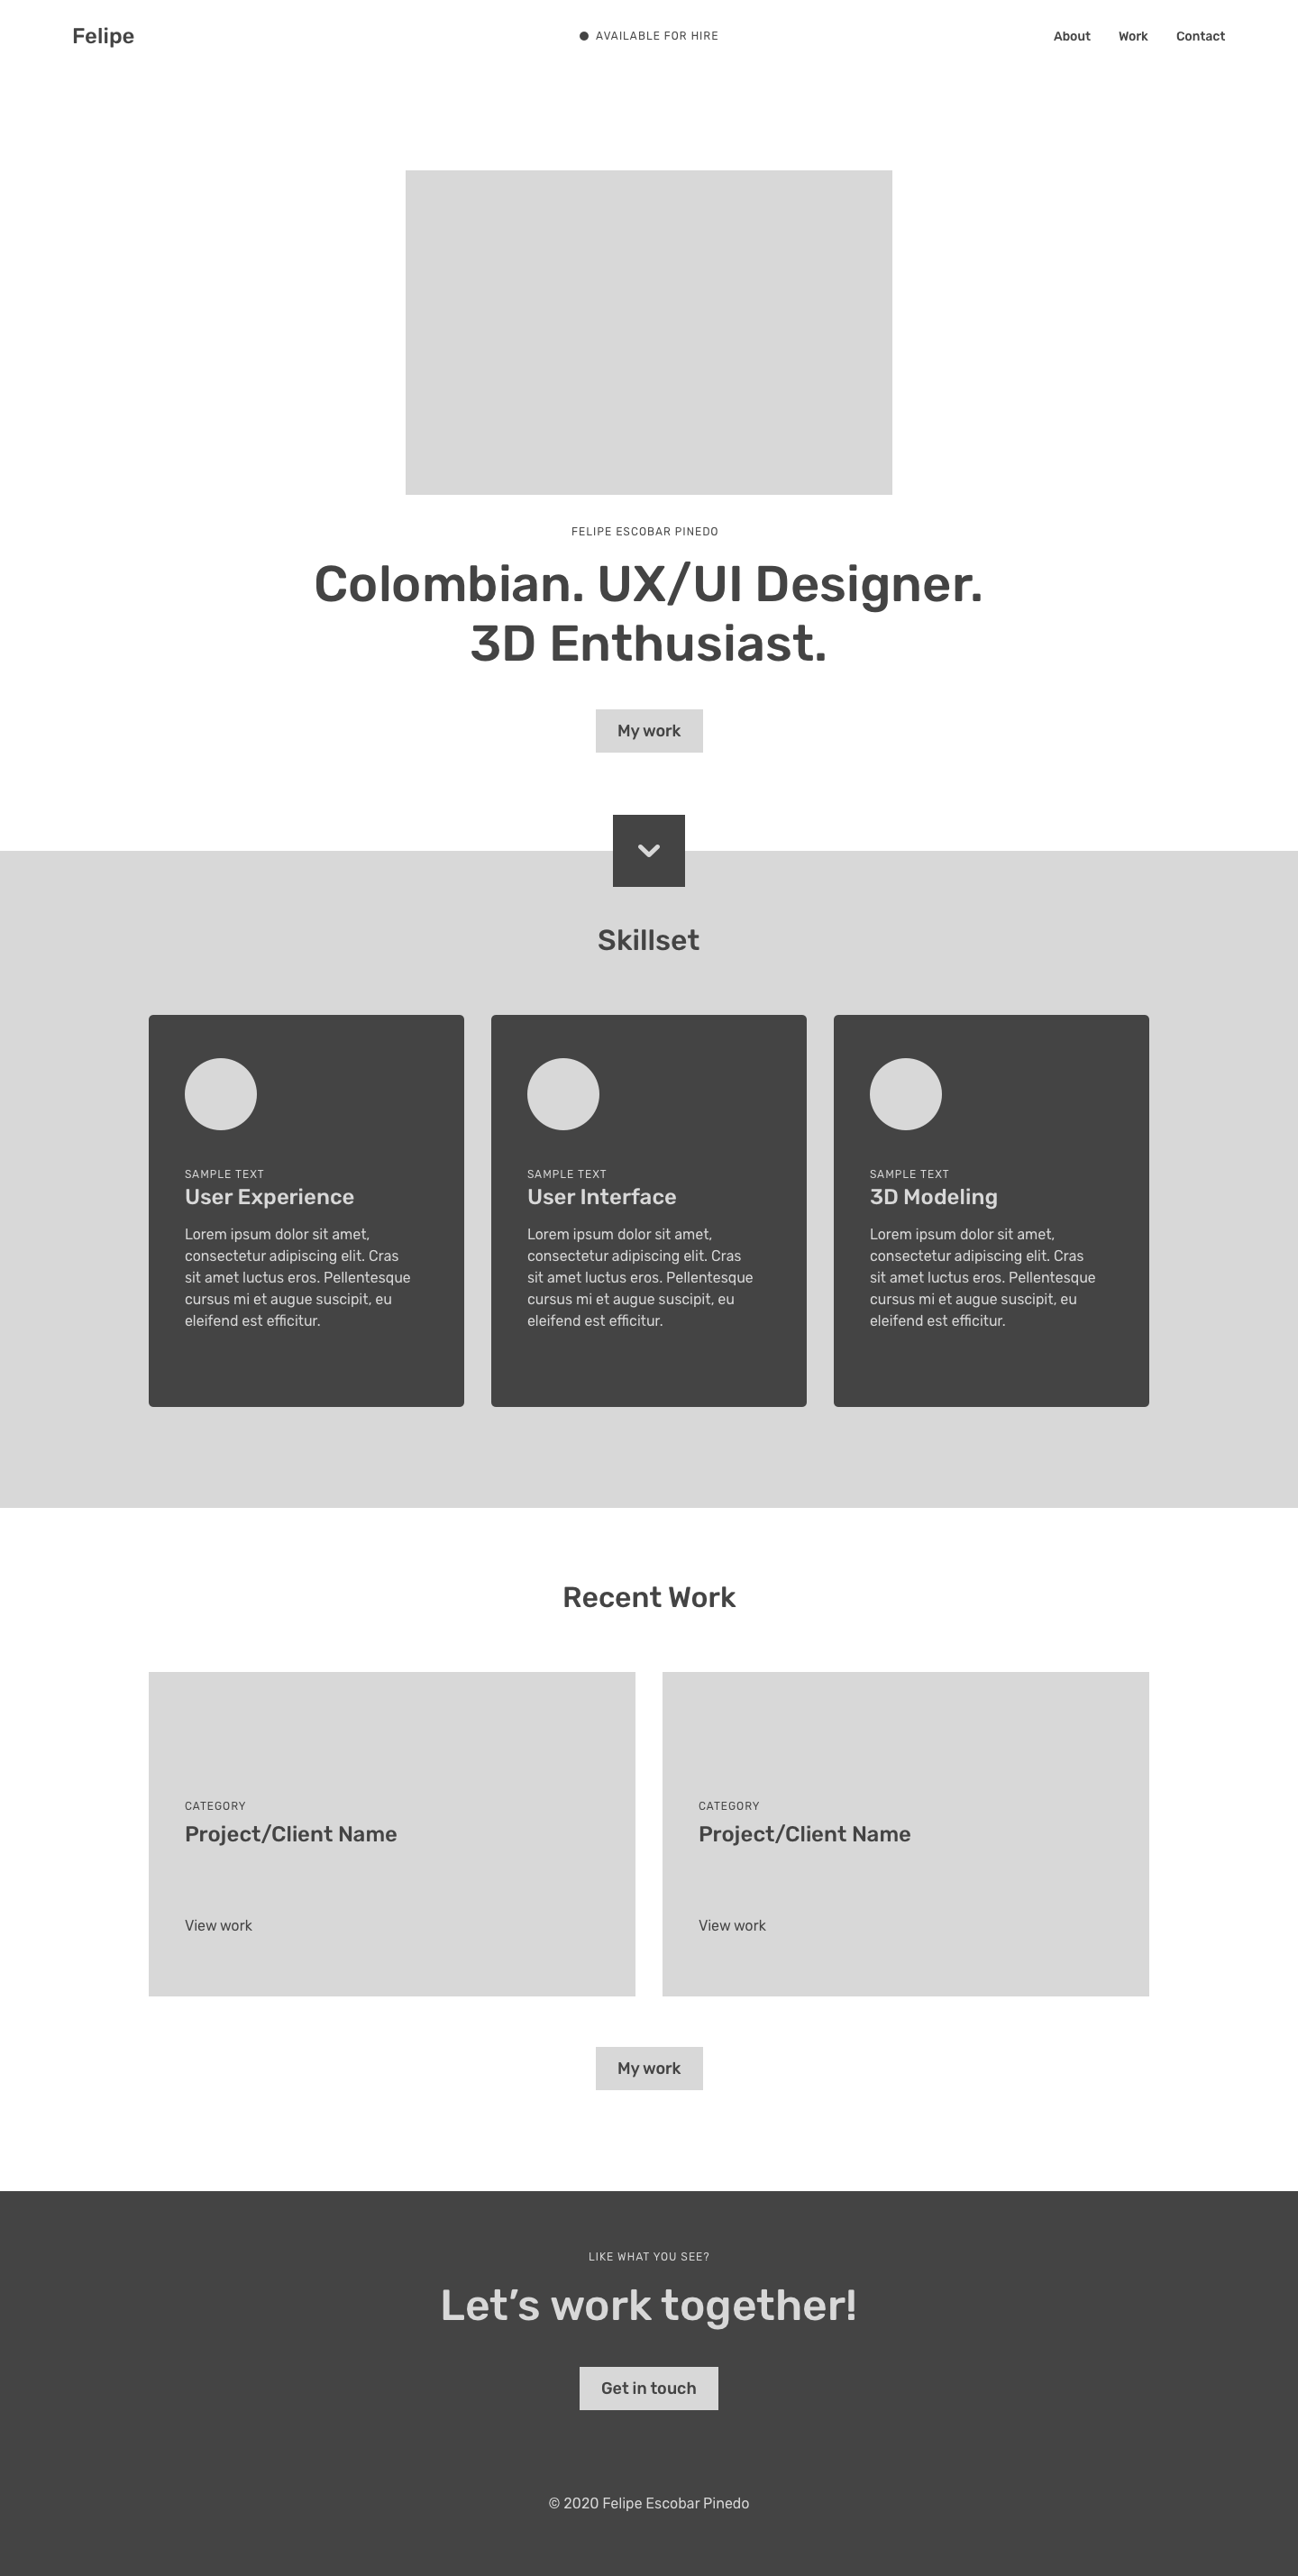 Felipe
AVAILABLE FOR HIRE
About Work Contact
FELIPE ESCOBAR PINEDO
Colombian. UX/UI Designer.
3D Enthusiast.
My work
Skillset
SAMPLE TEXT
User Experience
Lorem ipsum dolor sit amet,
consectetur adipiscing elit. Cras
sit amet luctus eros. Pellentesque
cursus mi et augue suscipit, eu
eleifend est efficitur.
SAMPLE TEXT
User Interface
Lorem ipsum dolor sit amet,
consectetur adipiscing elit. Cras
sit amet luctus eros. Pellentesque
cursus mi et augue suscipit, eu
eleifend est efficitur.
SAMPLE TEXT
3D Modeling
Lorem ipsum dolor sit amet,
consectetur adipiscing elit. Cras
sit amet luctus eros. Pellentesque
cursus mi et augue suscipit, eu
eleifend est efficitur.
Recent Work
CATEGORY
Project/Client Name
View work
CATEGORY
Project/Client Name
View work
My work
LIKE WHAT YOU SEE?
Let’s work together!
Get in touch
© 2020 Felipe Escobar Pinedo